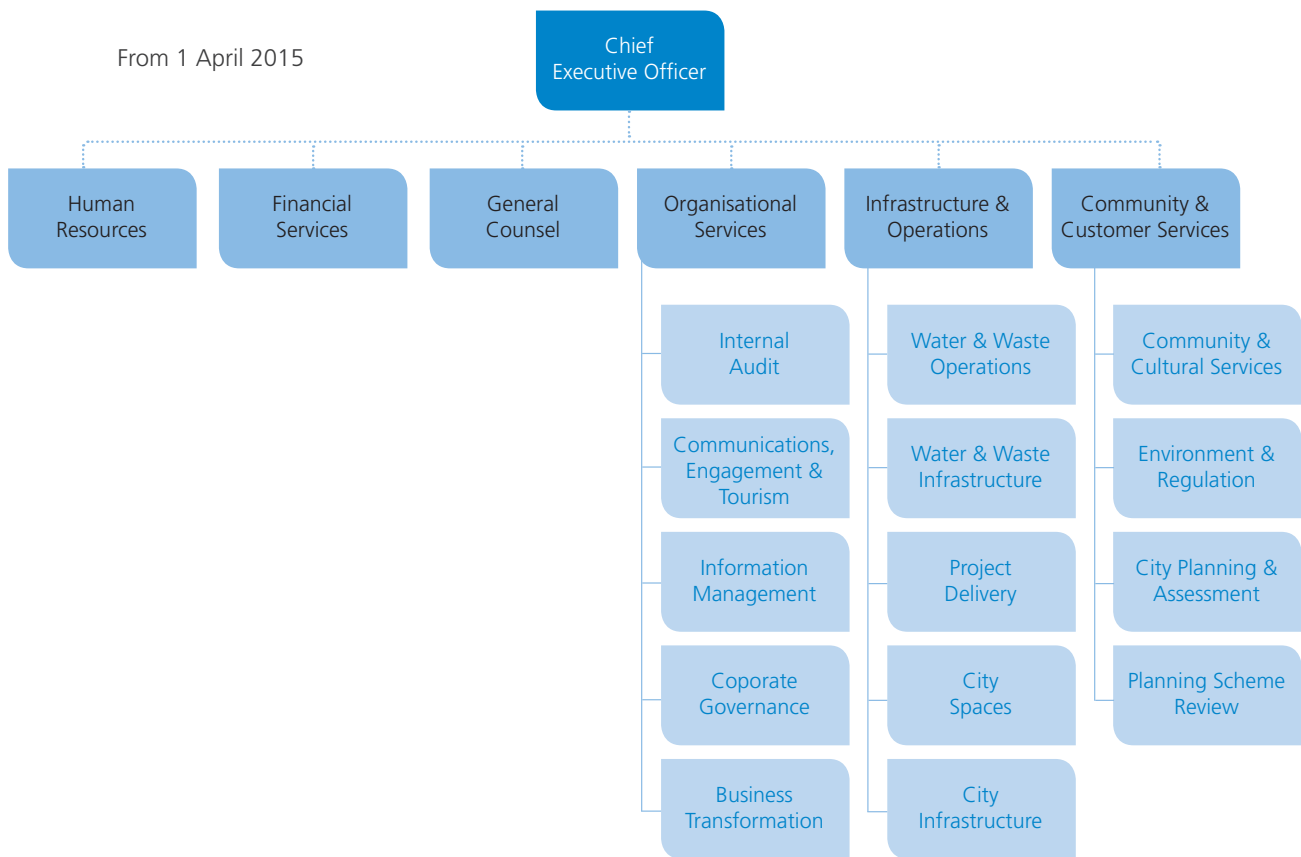 From 1 April 2015
Chief
Executive Officer
Human
Resources
Financial
Services
General
Counsel
Organisational
Services
Infrastructure &
Operations
Community &
Customer Services
Internal
Audit
Communications,
Engagement &
Tourism
Information
Management
Coporate
Governance
Business
Transformation
Water & Waste
Operations
Water & Waste
Infrastructure
Project
Delivery
City
Spaces
City
Infrastructure
Community &
Cultural Services
Environment &
Regulation
City Planning &
Assessment
Planning Scheme
Review